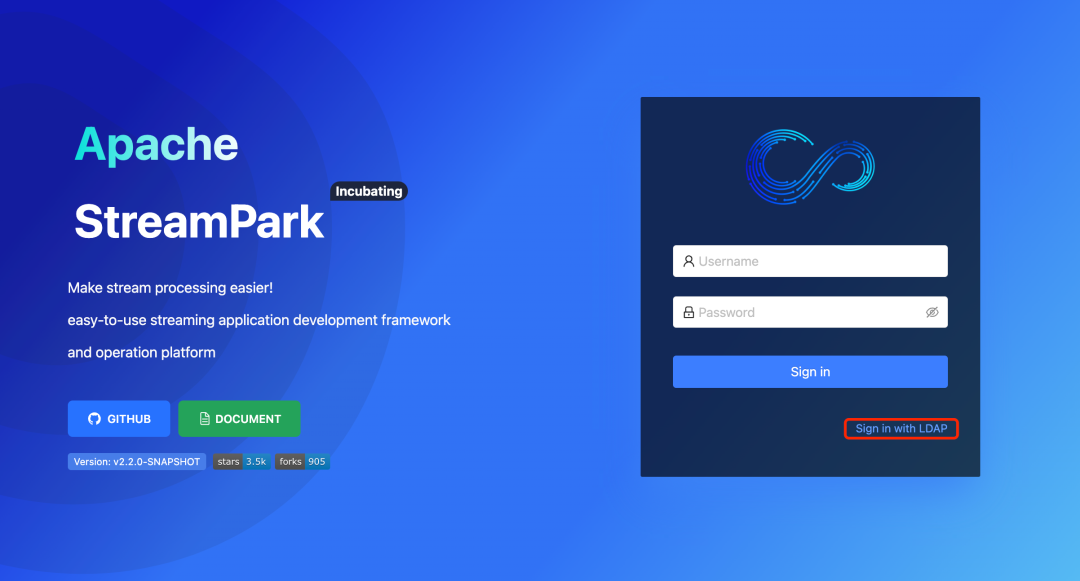 Apache
Incubating
StreamPark
Make stream processing easier!
easy-to-use streaming application development framework
and operation platform
GITHUB
DOCUMENT
Version: v2.2.0-SNAPSHOT
stars 3.5k
forks 905
Username
Password
Sign in
Sign in with LDAP